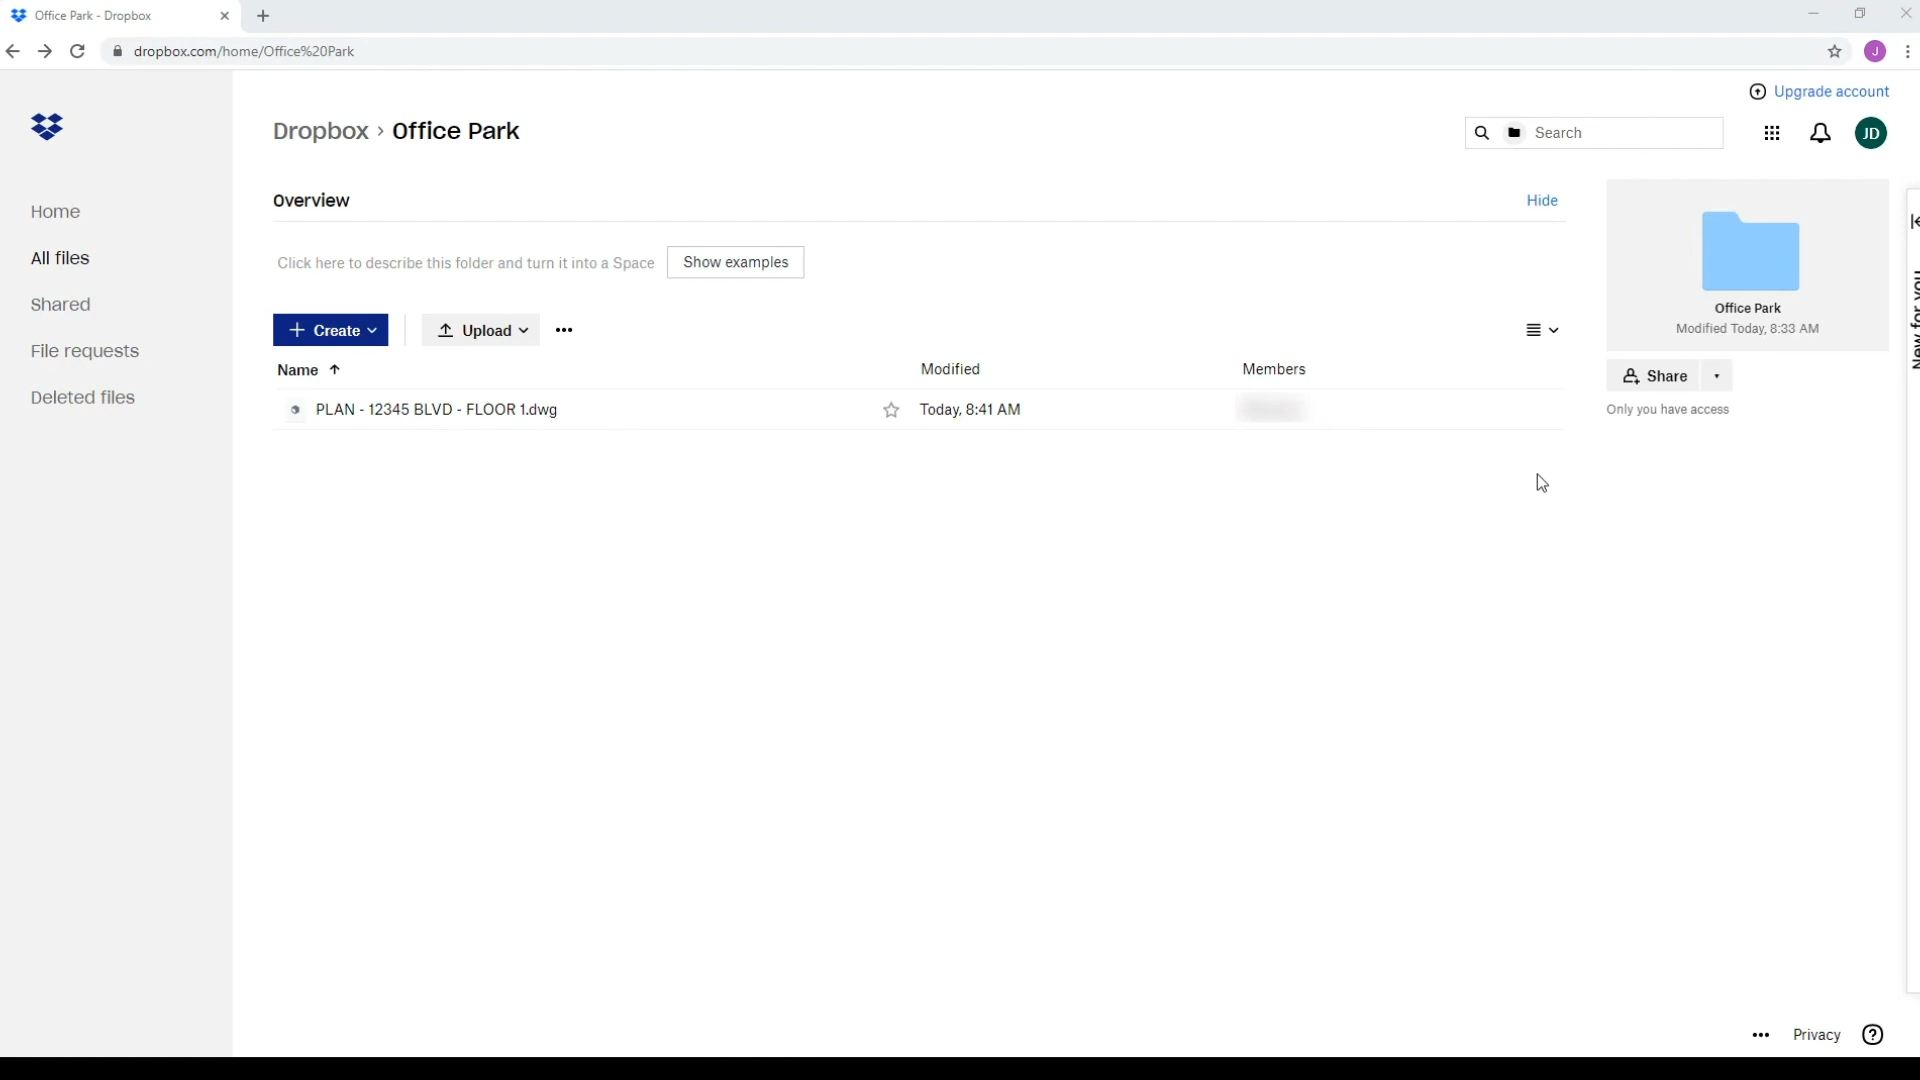 Office Park - Dropbox
dropbox.com/home/Office%20Park
J
Upgrade account
Dropbox › Office Park
Search
JD
Home
All files
Shared
File requests
Deleted files
Overview
Hide
Click here to describe this folder and turn it into a Space
Show examples
Create
Upload
Name
Modified
Members
PLAN - 12345 BLVD - FLOOR 1.dwg
Today, 8:41 AM
Office Park
Modified Today, 8:33 AM
Share
Only you have access
New for you
Privacy